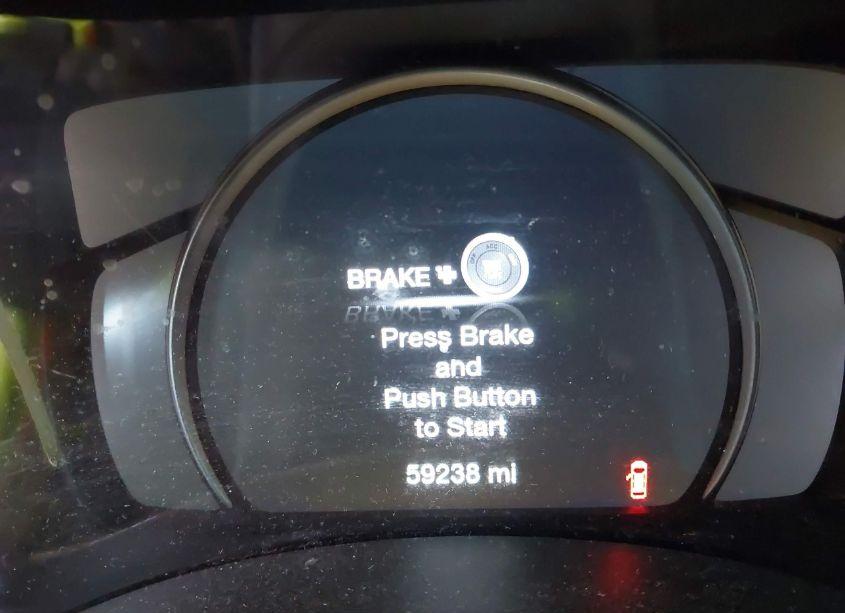 BRAKE +
Press Brake
and
Push Button
to Start
59238 mi